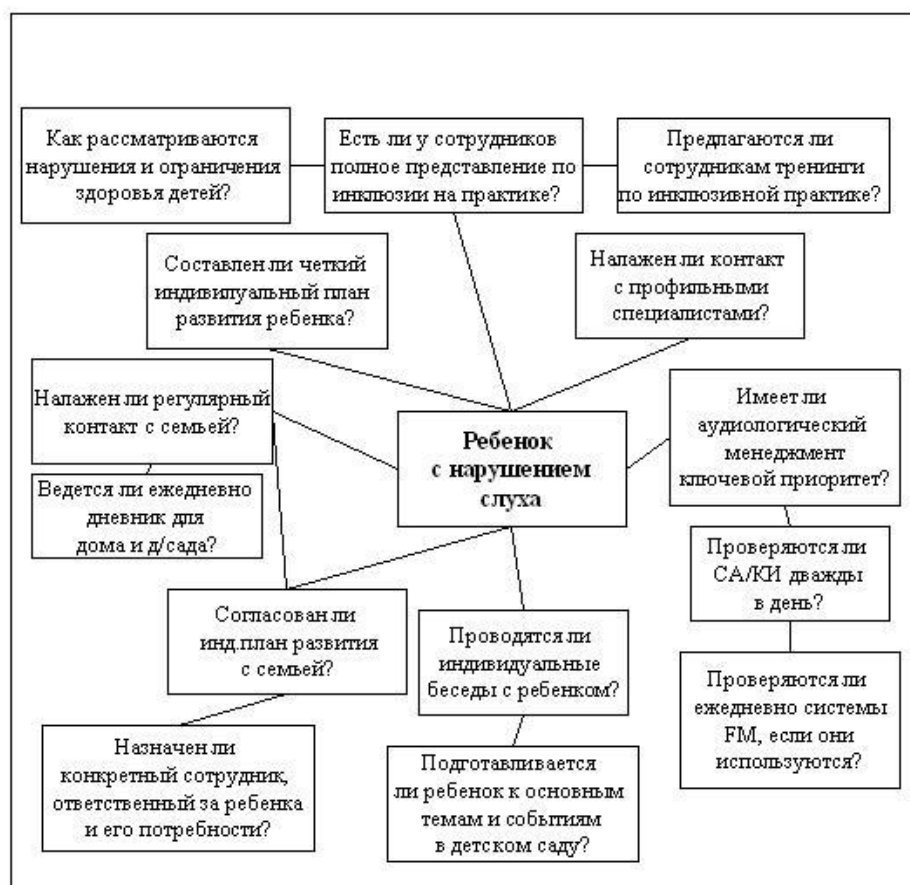 Как рассматриваются
нарушения и ограничения
здоровья детей?
Есть ли у сотрудников
полное представление по
инклюзии на практике?
Предлагаются ли
сотрудникам тренинги
по инклюзивной практике?
Составлен ли четкий
индивилуальный план
развития ребенка?
Налажен ли контакт
с профильными
специалистами?
Налажен ли регулярный
контакт с семьей?
Ребенок
с нарушением
слуха
Имеет ли
аудиологический
менеджмент
ключевой приоритет?
Ведется ли ежедневно
дневник для
дома и д/сада?
Проверяются ли
СА/КИ дважды
в день?
Согласован ли
инд.план развития
с семьей?
Проводятся ли
индивидуальные
беседы с ребенком?
Проверяются ли
ежедневно системы
FM, если они
используются?
Назначен ли
конкретный сотрудник,
ответственный за ребенка
и его потребности?
Подготавливается
ли ребенок к основным
темам и событиям
в детском саду?